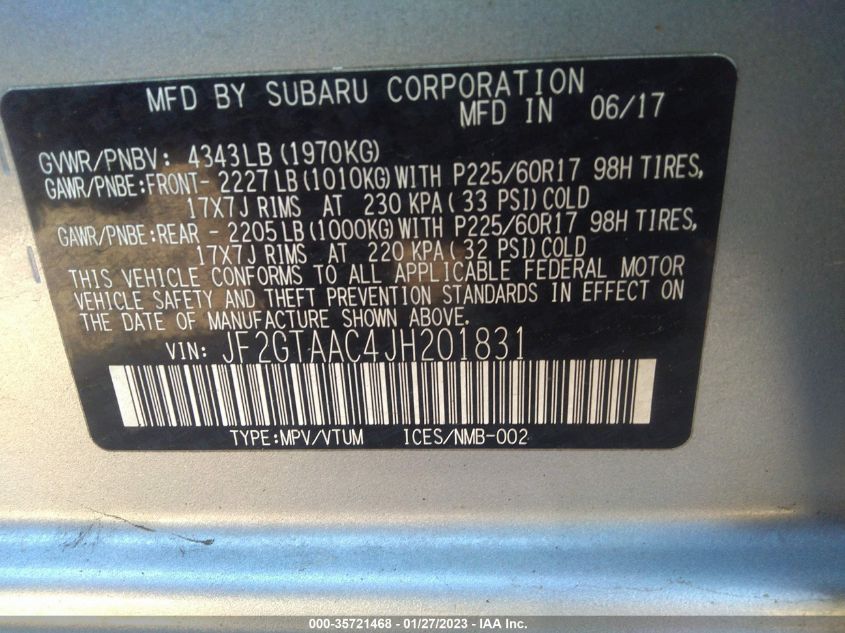 MFD BY SUBARU CORPORATION
MFD IN 06/17
GVWR/PNBV: 4343LB(1970KG)
GAWR/PNBE:FRONT- 2227LB(1010KG)WITH P225/60R17 98H TIRES,
17X7J RIMS AT 230 KPA( 33 PSI)COLD
GAWR/PNBE:REAR - 2205LB(1000KG)WITH P225/60R17 98H TIRES,
17X7J RIMS AT 220 KPA( 32 PSI)COLD
THIS VEHICLE CONFORMS TO ALL APPLICABLE FEDERAL MOTOR
VEHICLE SAFETY AND THEFT PREVENTION STANDARDS IN EFFECT ON
THE DATE OF MANUFACTURE SHOWN ABOVE.
VIN: JF2GTAAC4JH201831
TYPE:MPV/VTUM ICES/NMB-002
000-35721468 - 01/27/2023 - IAA Inc.